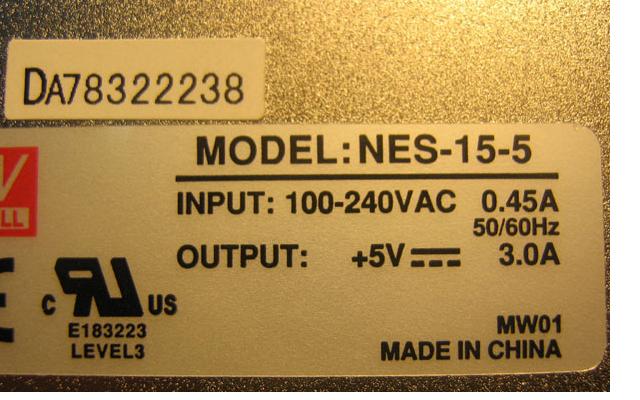 DA78322238
MODEL: NES-15-5
INPUT: 100-240VAC 0.45A
50/60Hz
OUTPUT: +5V 3.0A
C US
E183223
LEVEL3
MW01
MADE IN CHINA